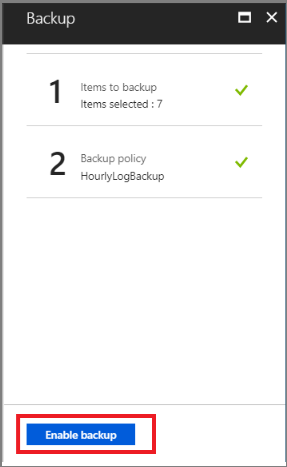 Backup
1
Items to backup
Items selected : 7
2
Backup policy
HourlyLogBackup
Enable backup